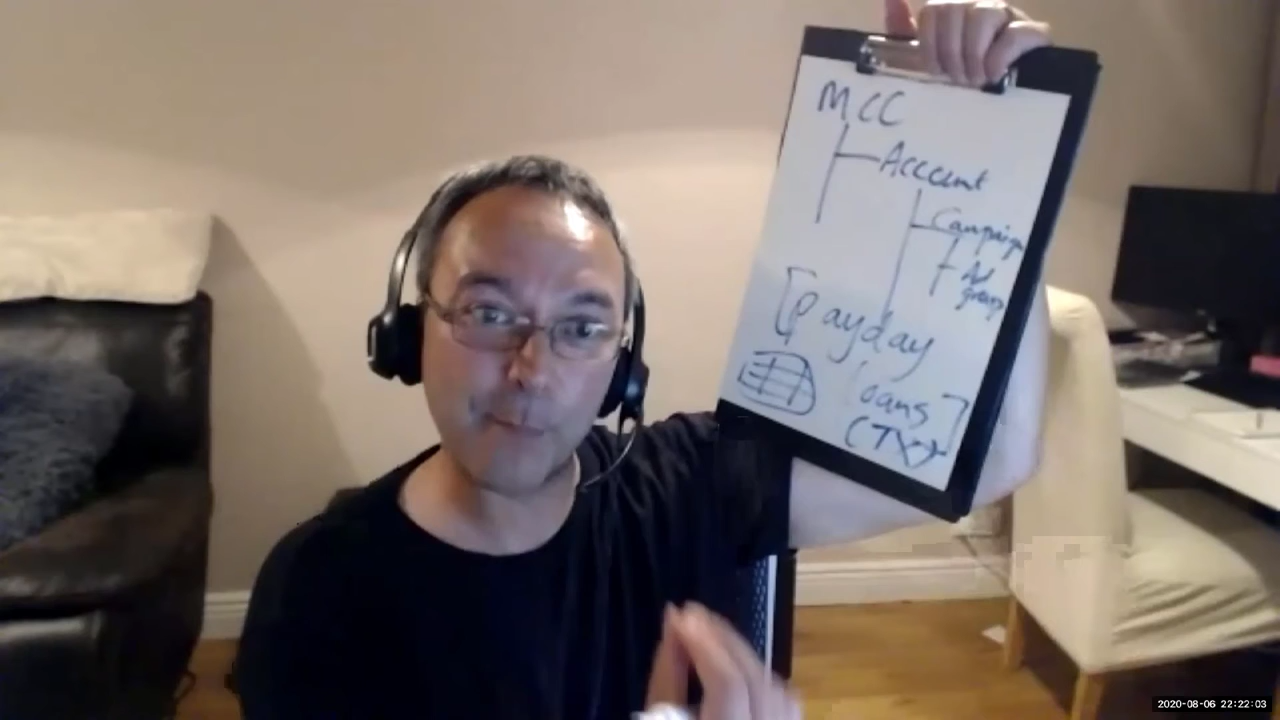 MCC
Account
Campaign
Ad
group
[Payday
loans]
(TX)
2020-08-06 22:22:03